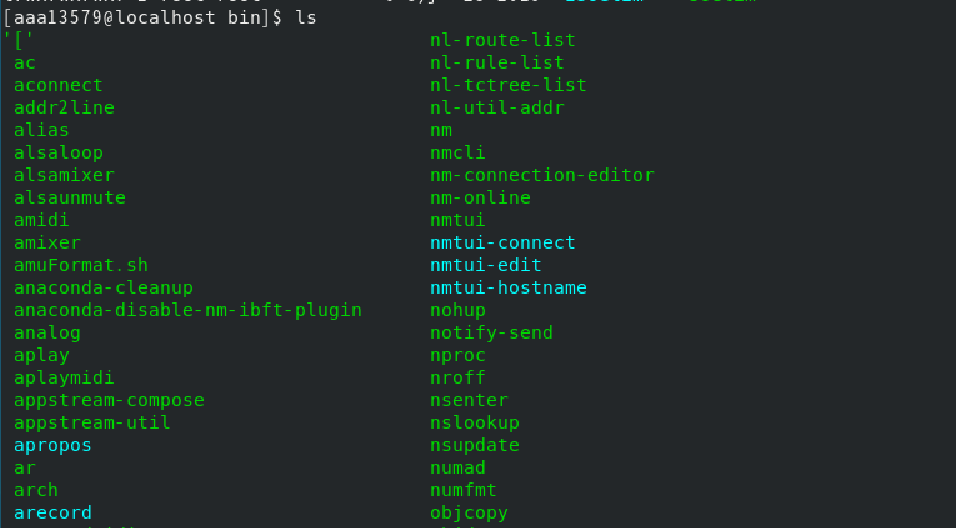 [aaa13579@localhost bin]$ ls
'[' nl-route-list
ac nl-rule-list
aconnect nl-tctree-list
addr2line nl-util-addr
alias nm
alsaloop nmcli
alsamixer nm-connection-editor
alsaunmute nm-online
amidi nmtui
amixer nmtui-connect
amuFormat.sh nmtui-edit
anaconda-cleanup nmtui-hostname
anaconda-disable-nm-ibft-plugin nohup
analog notify-send
aplay nproc
aplaymidi nroff
appstream-compose nsenter
appstream-util nslookup
apropos nsupdate
ar numad
arch numfmt
arecord objcopy